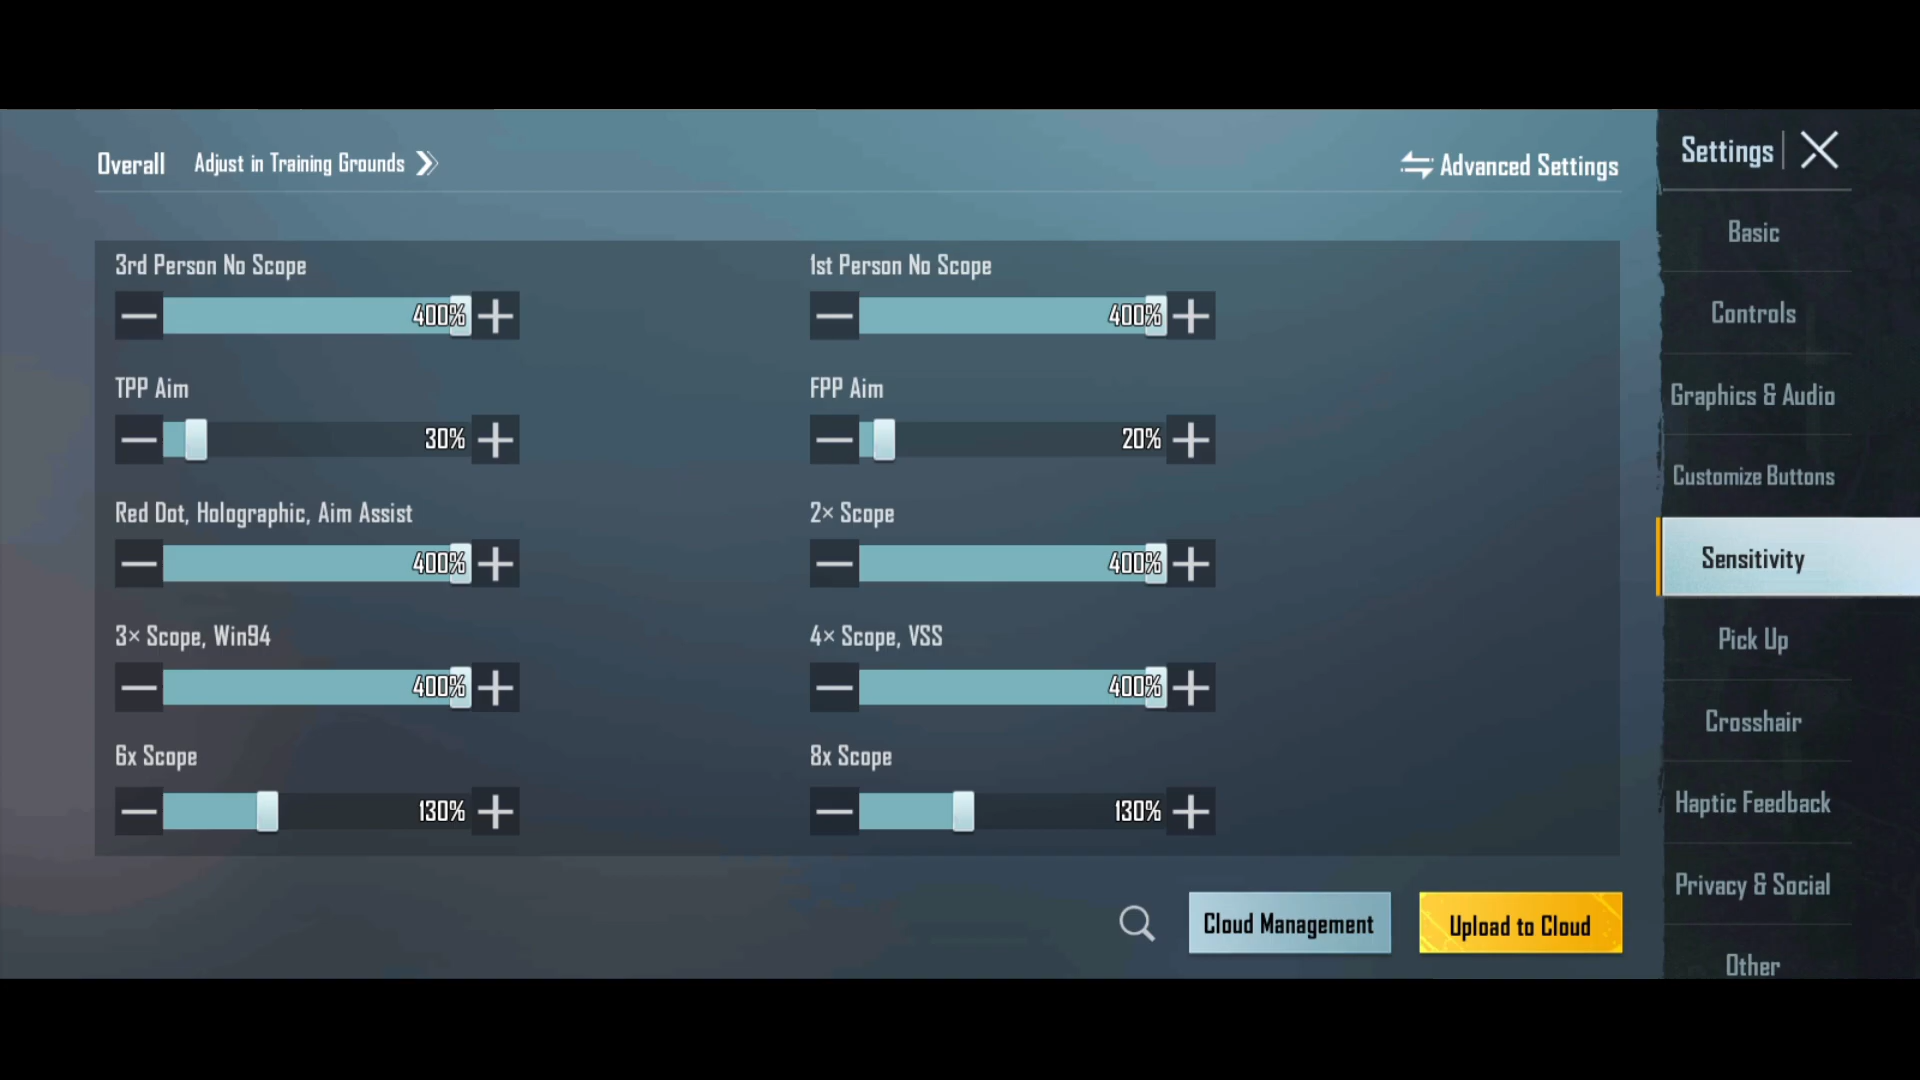 Overall Adjust in Training Grounds
Advanced Settings
3rd Person No Scope
400%
1st Person No Scope
400%
TPP Aim
30%
FPP Aim
20%
Red Dot, Holographic, Aim Assist
400%
2× Scope
400%
3× Scope, Win94
400%
4× Scope, VSS
400%
6x Scope
130%
8x Scope
130%
Cloud Management
Upload to Cloud
Settings
Basic
Controls
Graphics & Audio
Customize Buttons
Sensitivity
Pick Up
Crosshair
Haptic Feedback
Privacy & Social
Other